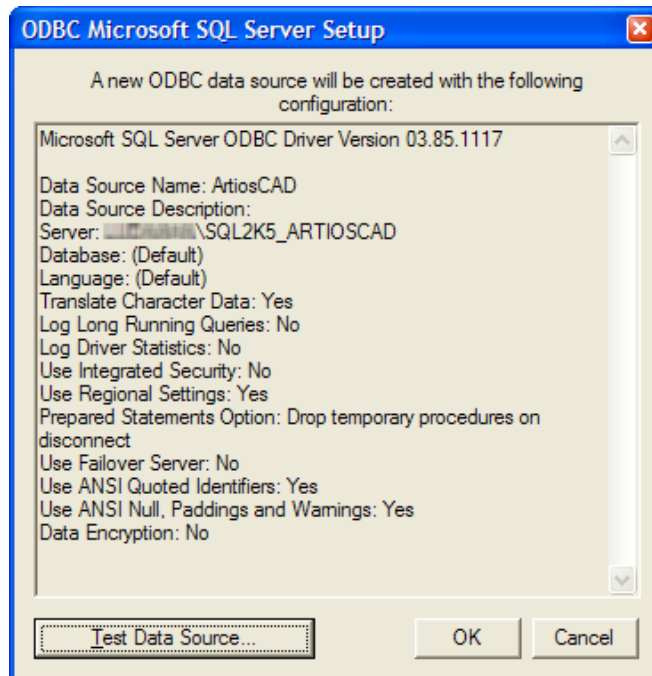 ODBC Microsoft SQL Server Setup
A new ODBC data source will be created with the following
configuration:
Microsoft SQL Server ODBC Driver Version 03.85.1117
Data Source Name: ArtiosCAD
Data Source Description:
Server: \SQL2K5_ARTIOSCAD
Database: (Default)
Language: (Default)
Translate Character Data: Yes
Log Long Running Queries: No
Log Driver Statistics: No
Use Integrated Security: No
Use Regional Settings: Yes
Prepared Statements Option: Drop temporary procedures on
disconnect
Use Failover Server: No
Use ANSI Quoted Identifiers: Yes
Use ANSI Null, Paddings and Warnings: Yes
Data Encryption: No
Test Data Source... OK Cancel